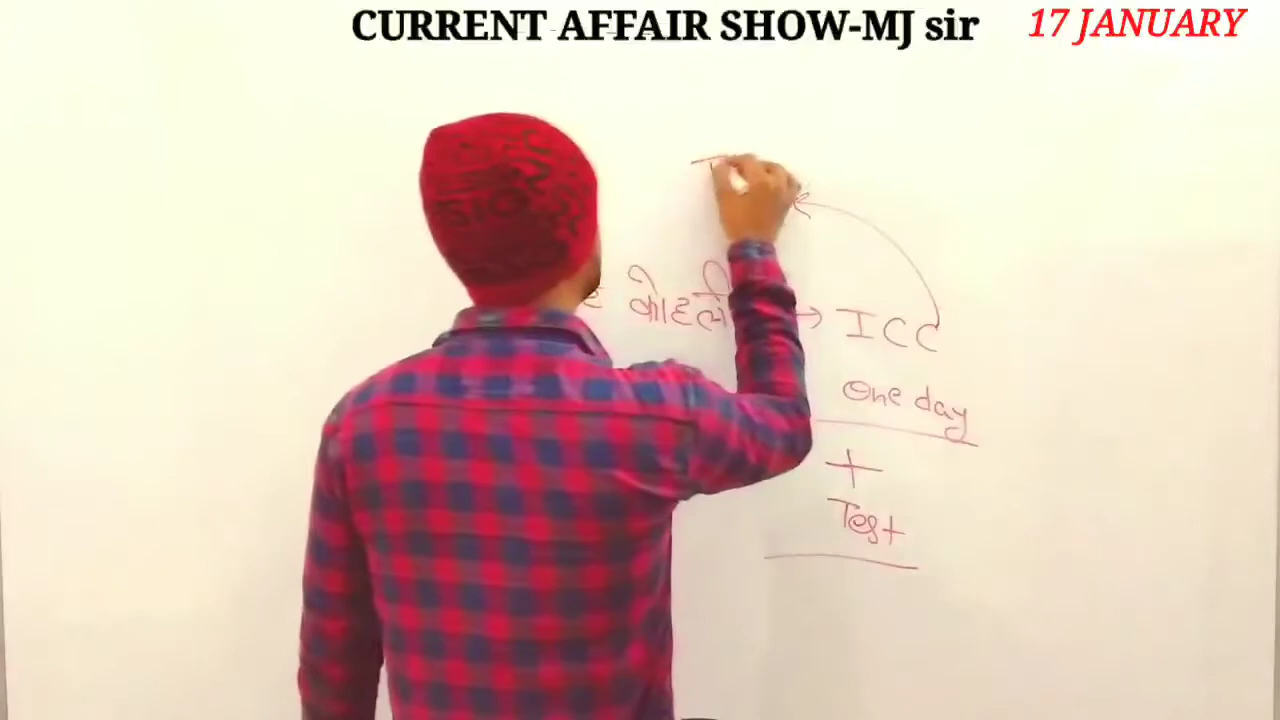 CURRENT AFFAIR SHOW-MJ sir 17 JANUARY
कोहली → ICC
One day
+
Test